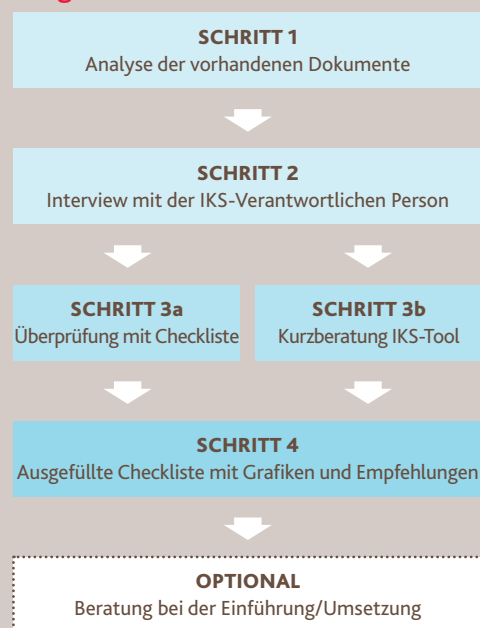 SCHRITT 1
Analyse der vorhandenen Dokumente
SCHRITT 2
Interview mit der IKS-Verantwortlichen Person
SCHRITT 3a
Überprüfung mit Checkliste
SCHRITT 3b
Kurzberatung IKS-Tool
SCHRITT 4
Ausgefüllte Checkliste mit Grafiken und Empfehlungen
OPTIONAL
Beratung bei der Einführung/Umsetzung